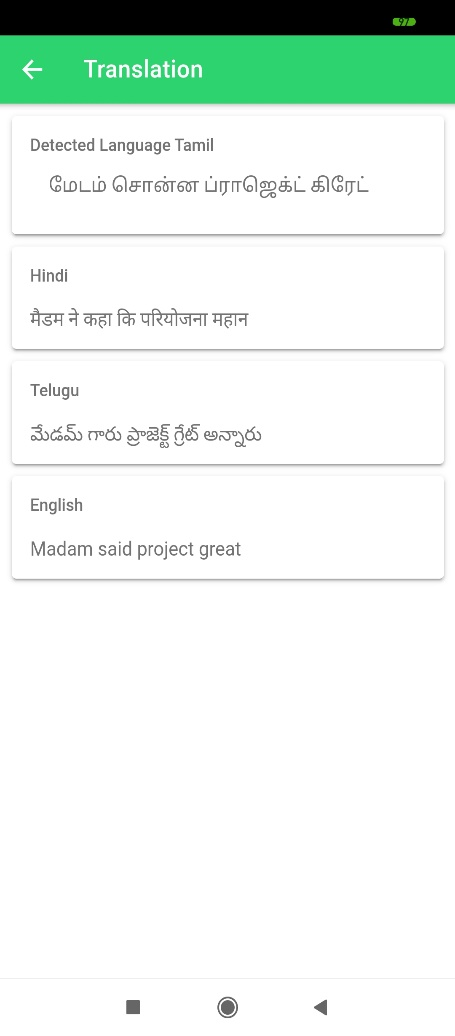 97
Translation
Detected Language Tamil
மேடம் சொன்ன ப்ராஜெக்ட் கிரேட்
Hindi
मैडम ने कहा कि परियोजना महान
Telugu
మేడమ్ గారు ప్రాజెక్ట్ గ్రేట్ అన్నారు
English
Madam said project great